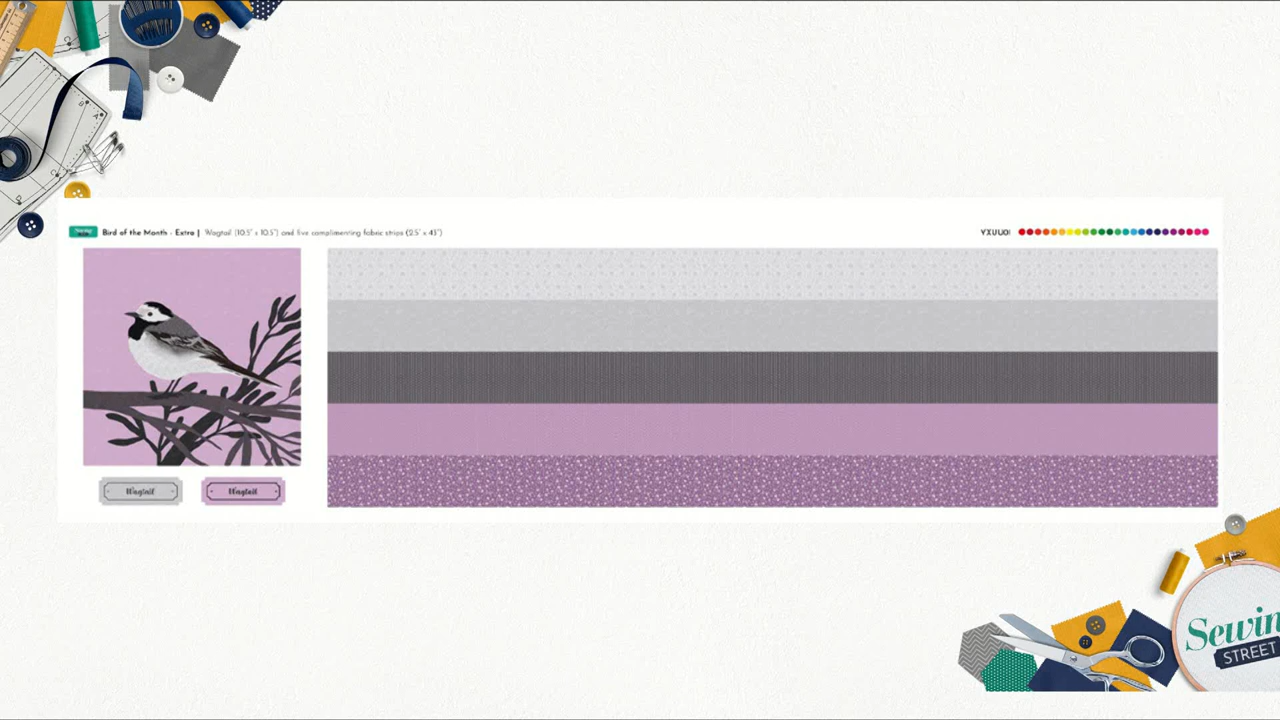 Bird of the Month - Extra | Wagtail (10.5" x 10.5") and five complimenting fabric strips (2.5" x 43")
Wagtail Wagtail
Sewin
STREET